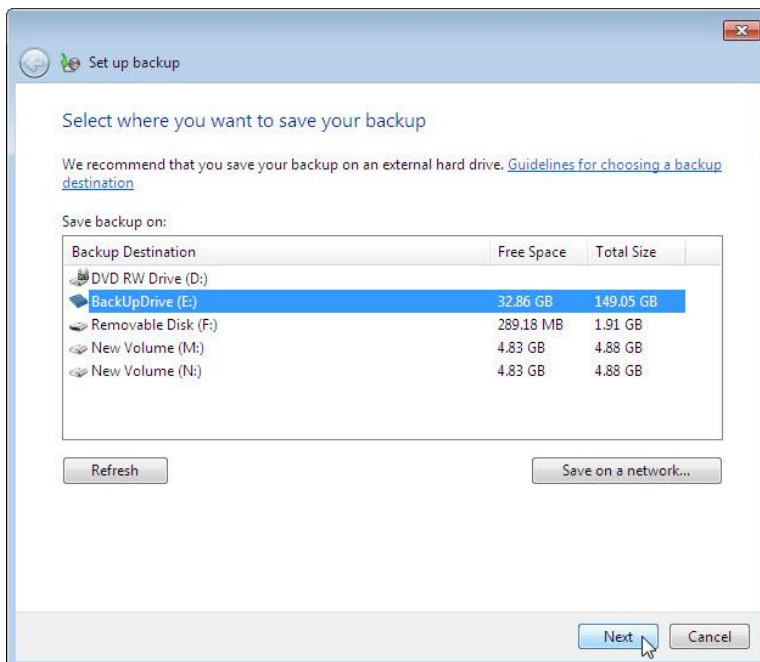 Set up backup
Select where you want to save your backup
We recommend that you save your backup on an external hard drive. Guidelines for choosing a backup
destination
Save backup on:
Backup Destination Free Space Total Size
DVD RW Drive (D:)
BackUpDrive (E:) 32.86 GB 149.05 GB
Removable Disk (F:) 289.18 MB 1.91 GB
New Volume (M:) 4.83 GB 4.88 GB
New Volume (N:) 4.83 GB 4.88 GB
Refresh Save on a network...
Next Cancel